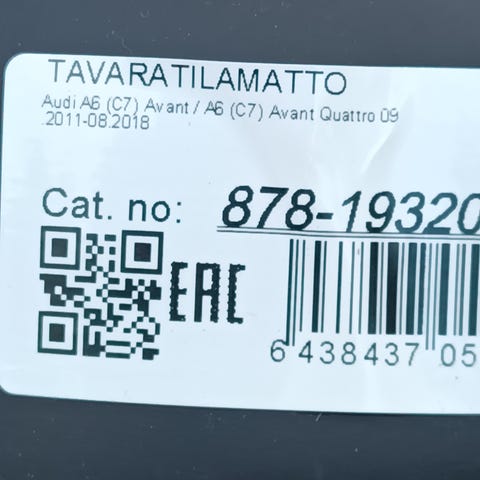 TAVARATILAMATTO
Audi A6 (C7) Avant / A6 (C7) Avant Quattro 09
.2011-08.2018
Cat. no: 878-19320
EAC
6 438437 05